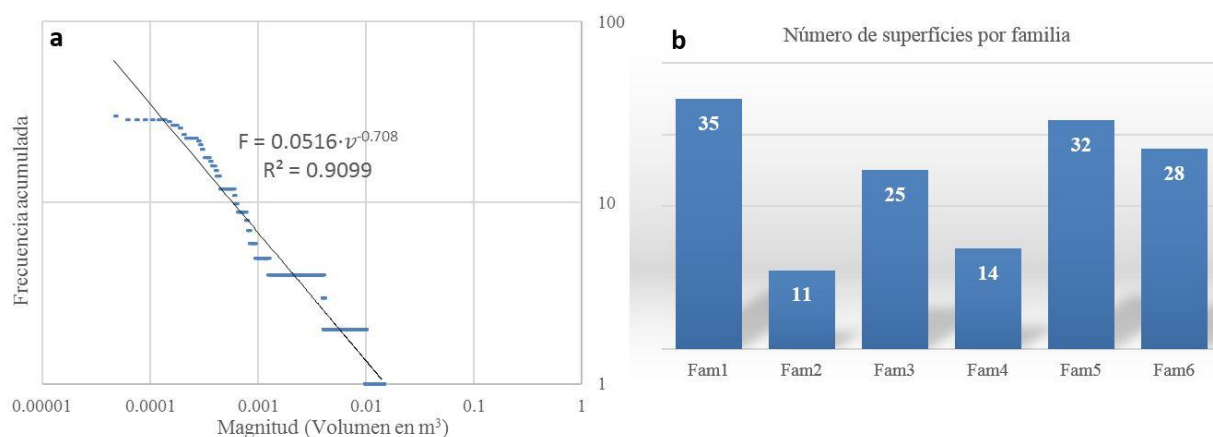 a
Frecuencia acumulada
100
10
1
F = 0.0516·v^-0.708
R² = 0.9099
0.00001
0.0001
0.001
0.01
0.1
1
Magnitud (Volumen en m³)
b
Número de superfícies por familia
35
11
25
14
32
28
Fam1
Fam2
Fam3
Fam4
Fam5
Fam6